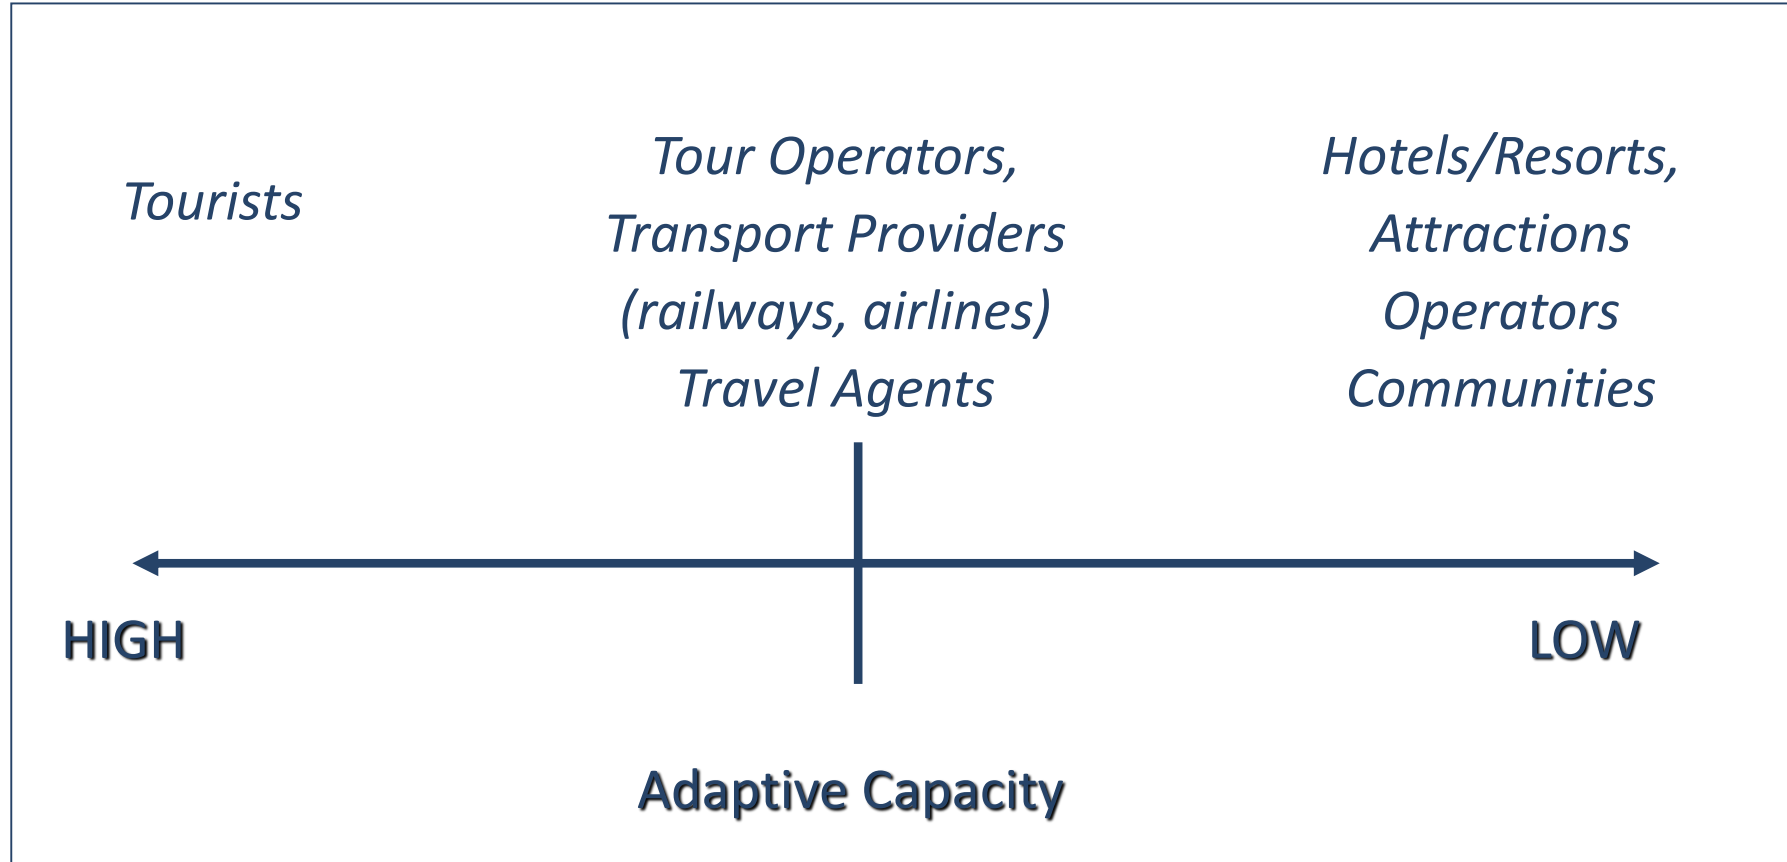 Tourists
Tour Operators,
Transport Providers
(railways, airlines)
Travel Agents
Hotels/Resorts,
Attractions
Operators
Communities
HIGH
LOW
Adaptive Capacity